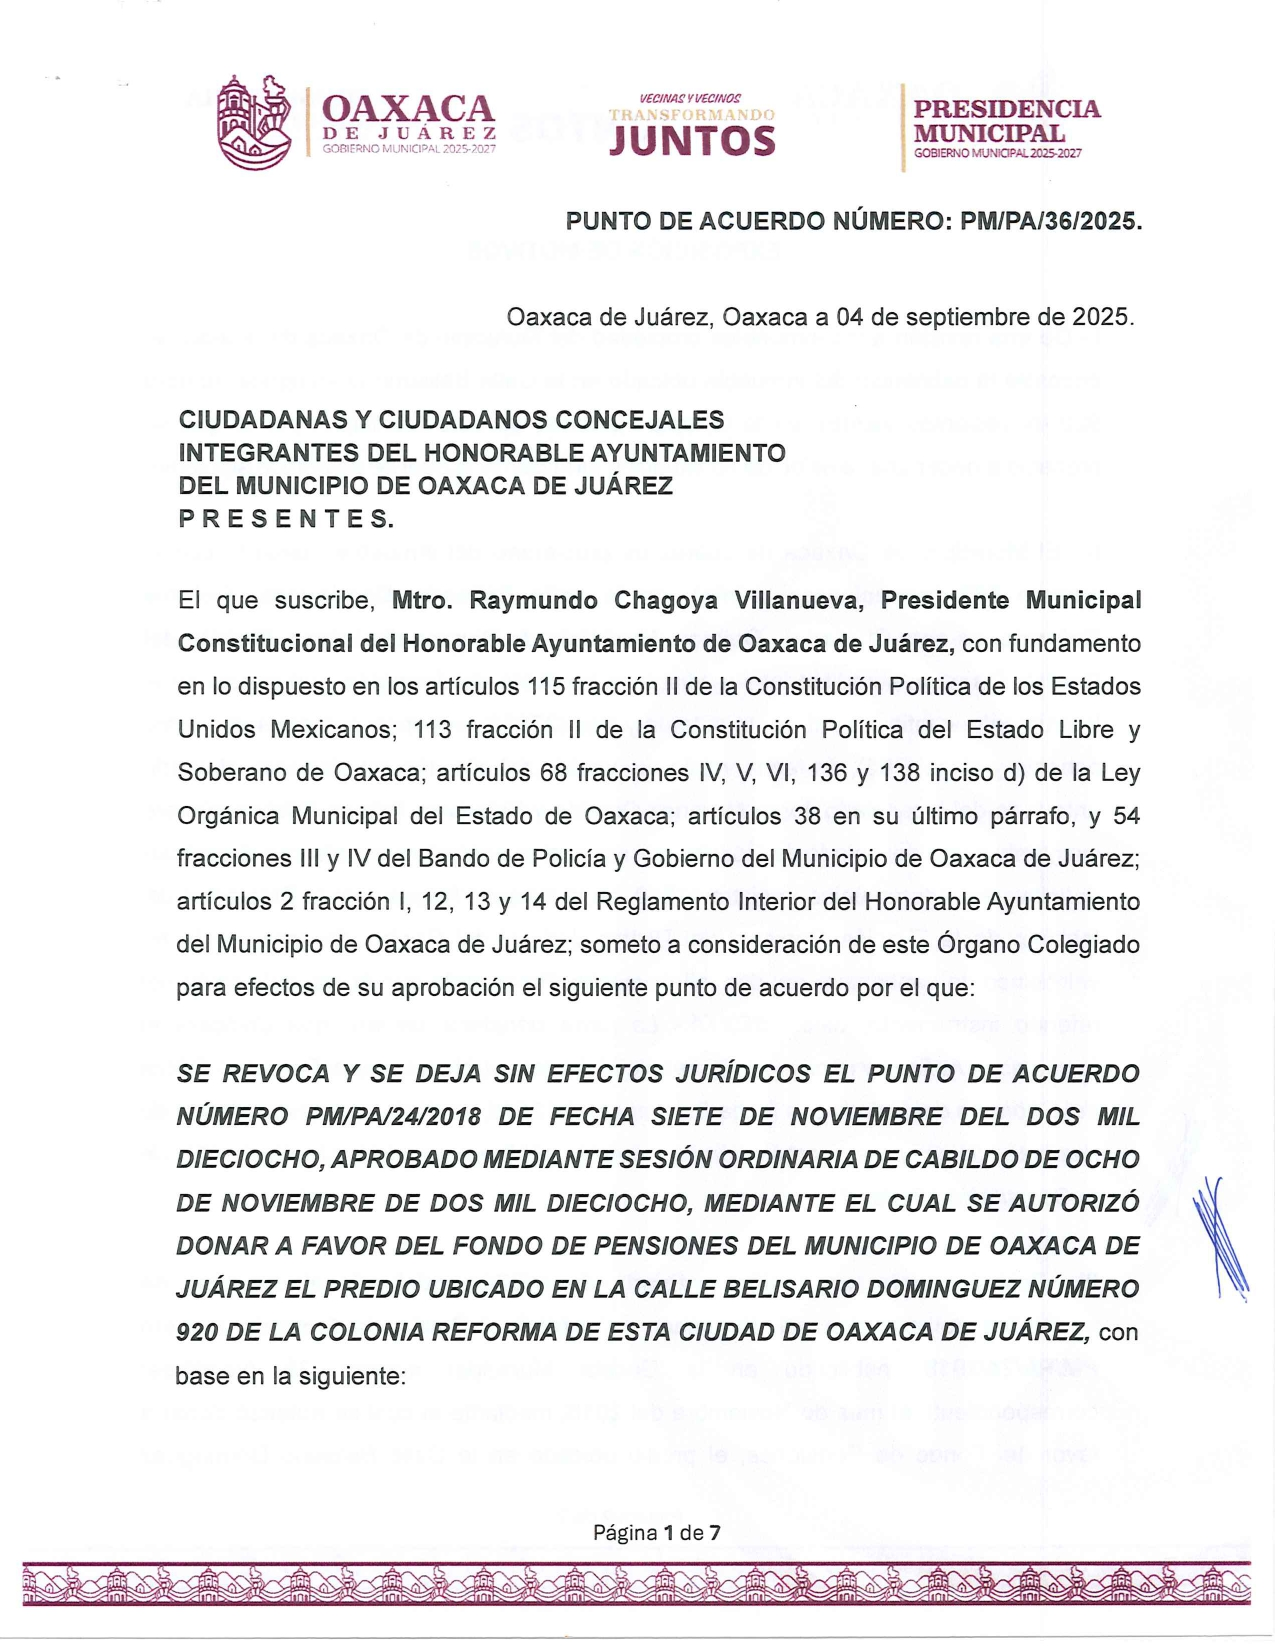 OAXACA
DE JUÁREZ
GOBIERNO MUNICIPAL 2025-2027
VECINAS Y VECINOS
TRANSFORMANDO
JUNTOS
PRESIDENCIA
MUNICIPAL
GOBIERNO MUNICIPAL 2025-2027
PUNTO DE ACUERDO NÚMERO: PM/PA/36/2025.
Oaxaca de Juárez, Oaxaca a 04 de septiembre de 2025.
CIUDADANAS Y CIUDADANOS CONCEJALES
INTEGRANTES DEL HONORABLE AYUNTAMIENTO
DEL MUNICIPIO DE OAXACA DE JUÁREZ
P R E S E N T E S.
El que suscribe, Mtro. Raymundo Chagoya Villanueva, Presidente Municipal
Constitucional del Honorable Ayuntamiento de Oaxaca de Juárez, con fundamento
en lo dispuesto en los artículos 115 fracción II de la Constitución Política de los Estados
Unidos Mexicanos; 113 fracción II de la Constitución Política del Estado Libre y
Soberano de Oaxaca; artículos 68 fracciones IV, V, VI, 136 y 138 inciso d) de la Ley
Orgánica Municipal del Estado de Oaxaca; artículos 38 en su último párrafo, y 54
fracciones III y IV del Bando de Policía y Gobierno del Municipio de Oaxaca de Juárez;
artículos 2 fracción I, 12, 13 y 14 del Reglamento Interior del Honorable Ayuntamiento
del Municipio de Oaxaca de Juárez; someto a consideración de este Órgano Colegiado
para efectos de su aprobación el siguiente punto de acuerdo por el que:
SE REVOCA Y SE DEJA SIN EFECTOS JURÍDICOS EL PUNTO DE ACUERDO
NÚMERO PM/PA/24/2018 DE FECHA SIETE DE NOVIEMBRE DEL DOS MIL
DIECIOCHO, APROBADO MEDIANTE SESIÓN ORDINARIA DE CABILDO DE OCHO
DE NOVIEMBRE DE DOS MIL DIECIOCHO, MEDIANTE EL CUAL SE AUTORIZÓ
DONAR A FAVOR DEL FONDO DE PENSIONES DEL MUNICIPIO DE OAXACA DE
JUÁREZ EL PREDIO UBICADO EN LA CALLE BELISARIO DOMINGUEZ NÚMERO
920 DE LA COLONIA REFORMA DE ESTA CIUDAD DE OAXACA DE JUÁREZ, con
base en la siguiente:
Página 1 de 7